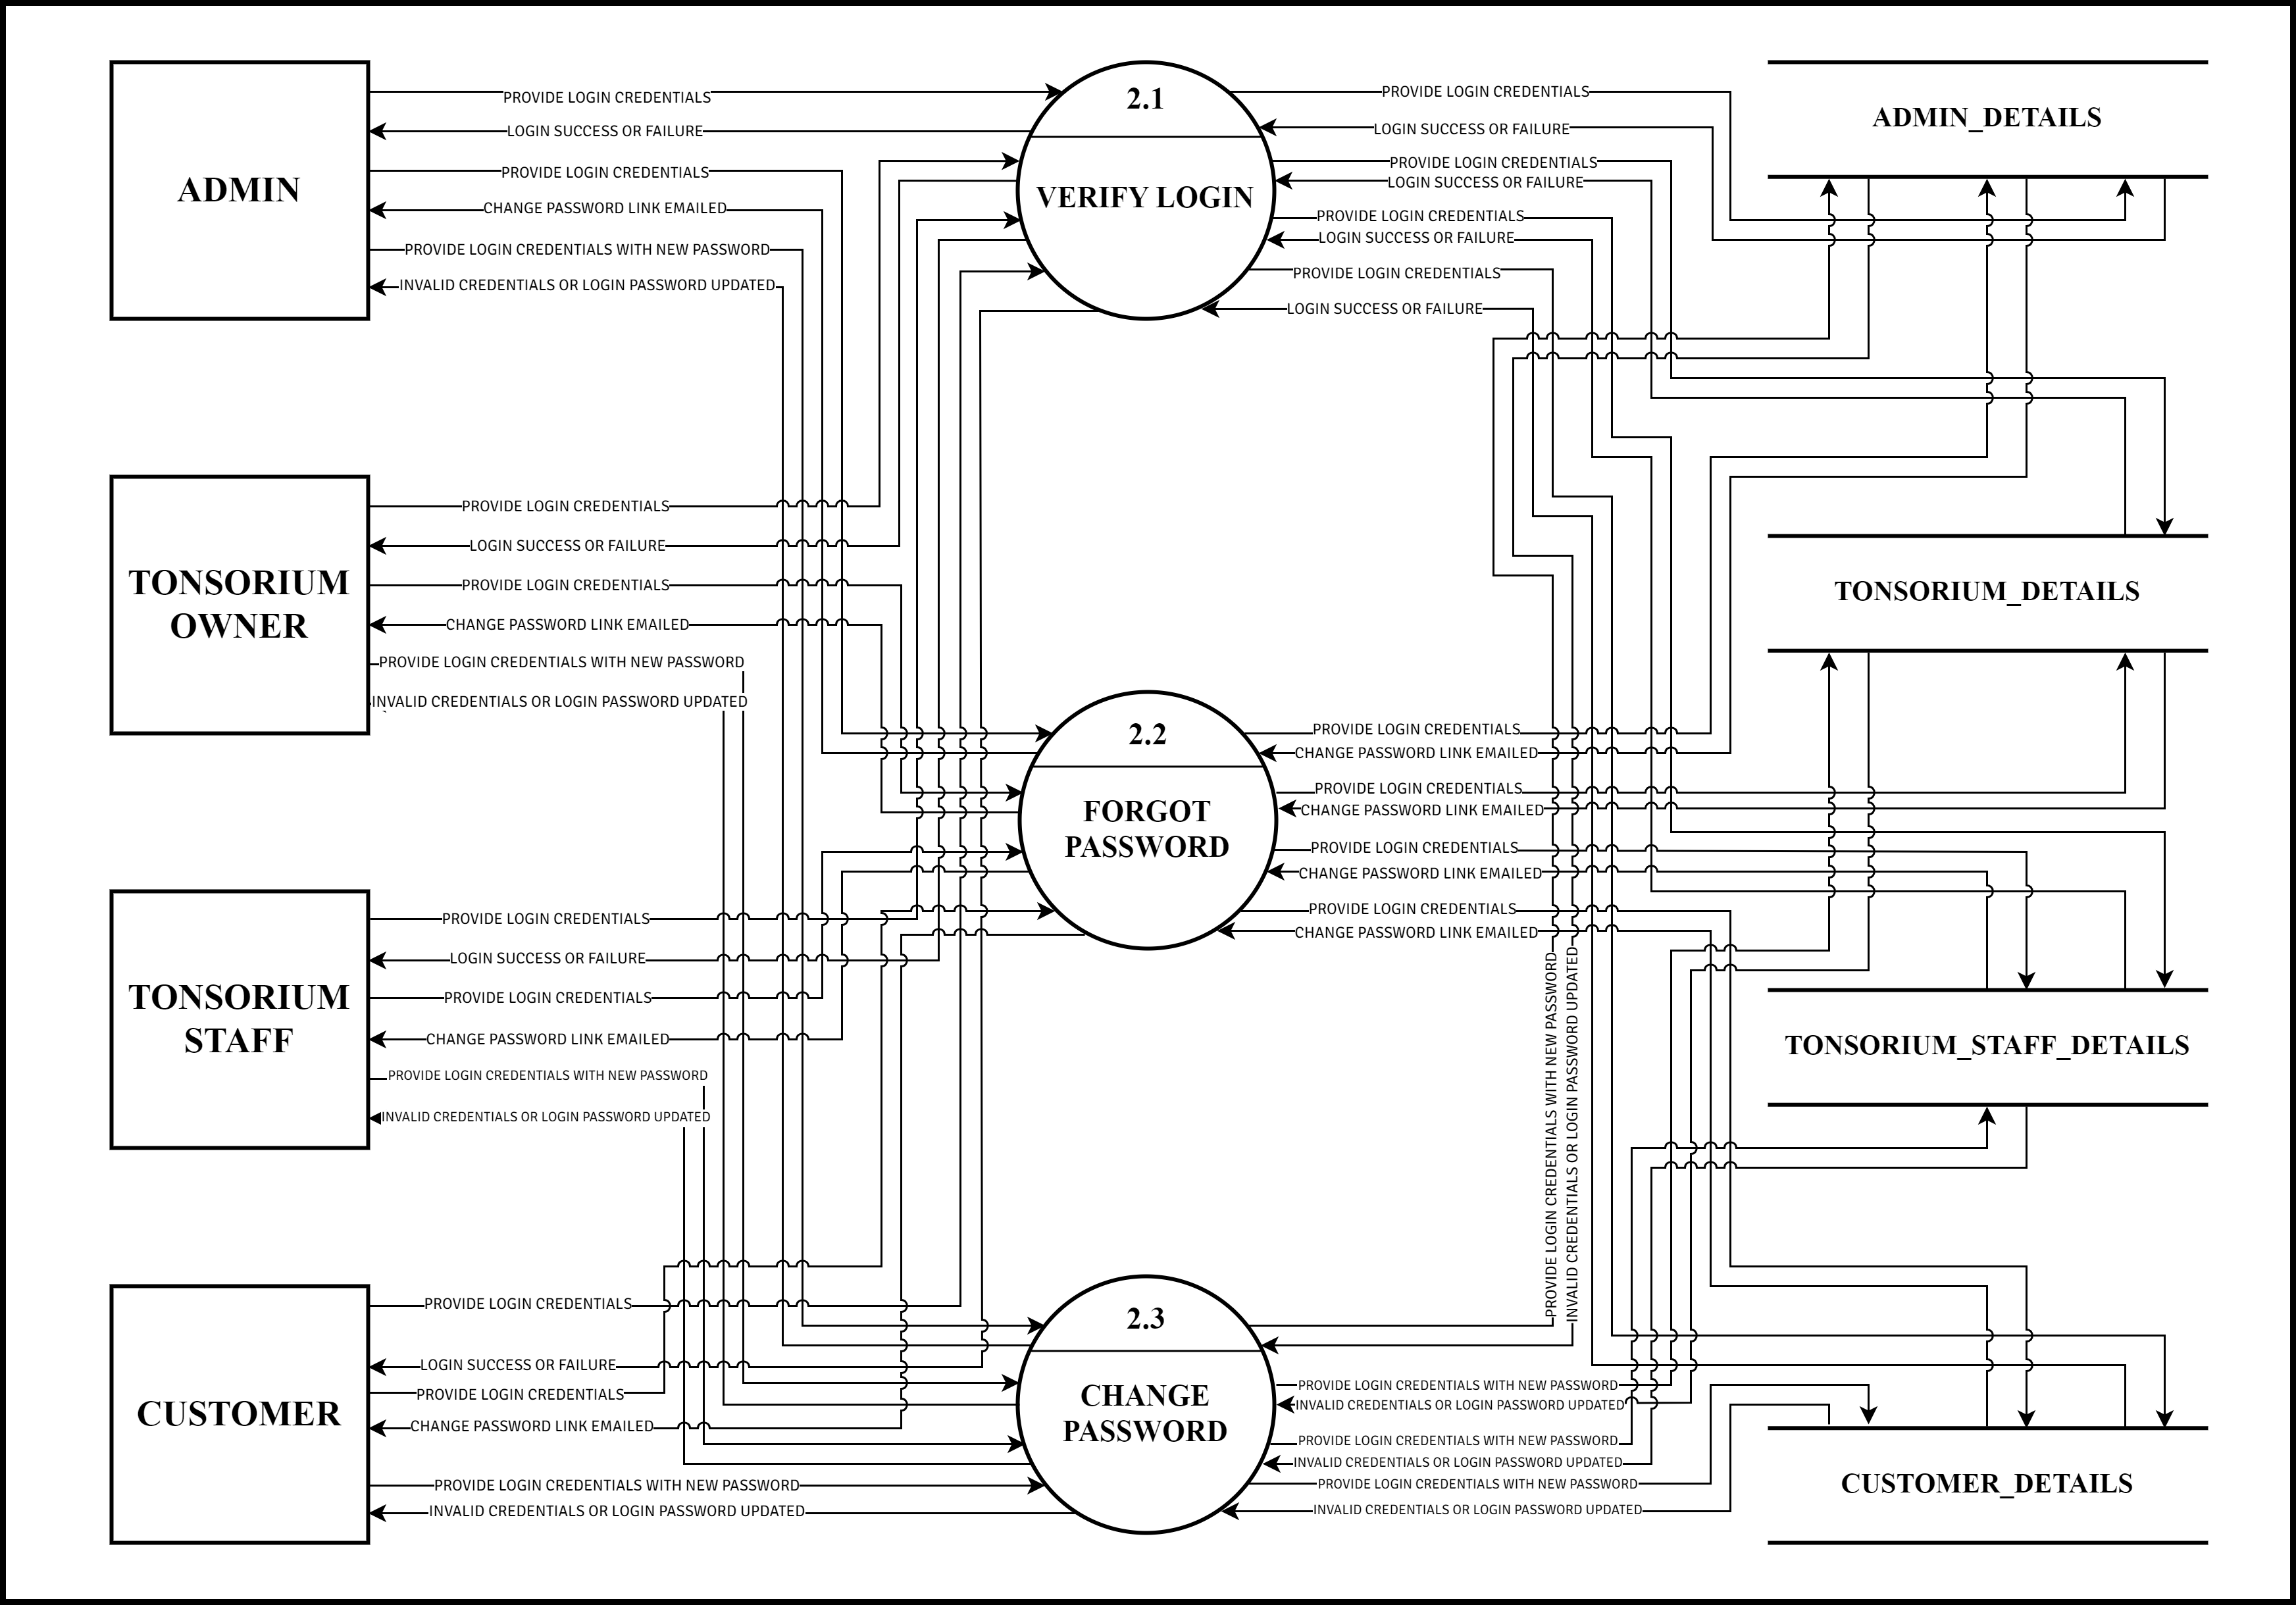 ADMIN
PROVIDE LOGIN CREDENTIALS
LOGIN SUCCESS OR FAILURE
PROVIDE LOGIN CREDENTIALS
CHANGE PASSWORD LINK EMAILED
PROVIDE LOGIN CREDENTIALS WITH NEW PASSWORD
INVALID CREDENTIALS OR LOGIN PASSWORD UPDATED
TONSORIUM
OWNER
PROVIDE LOGIN CREDENTIALS
LOGIN SUCCESS OR FAILURE
PROVIDE LOGIN CREDENTIALS
CHANGE PASSWORD LINK EMAILED
PROVIDE LOGIN CREDENTIALS WITH NEW PASSWORD
INVALID CREDENTIALS OR LOGIN PASSWORD UPDATED
TONSORIUM
STAFF
PROVIDE LOGIN CREDENTIALS
LOGIN SUCCESS OR FAILURE
PROVIDE LOGIN CREDENTIALS
CHANGE PASSWORD LINK EMAILED
PROVIDE LOGIN CREDENTIALS WITH NEW PASSWORD
INVALID CREDENTIALS OR LOGIN PASSWORD UPDATED
CUSTOMER
PROVIDE LOGIN CREDENTIALS
LOGIN SUCCESS OR FAILURE
PROVIDE LOGIN CREDENTIALS
CHANGE PASSWORD LINK EMAILED
PROVIDE LOGIN CREDENTIALS WITH NEW PASSWORD
INVALID CREDENTIALS OR LOGIN PASSWORD UPDATED
2.1
VERIFY LOGIN
PROVIDE LOGIN CREDENTIALS
LOGIN SUCCESS OR FAILURE
PROVIDE LOGIN CREDENTIALS
LOGIN SUCCESS OR FAILURE
PROVIDE LOGIN CREDENTIALS
LOGIN SUCCESS OR FAILURE
PROVIDE LOGIN CREDENTIALS
LOGIN SUCCESS OR FAILURE
2.2
FORGOT
PASSWORD
PROVIDE LOGIN CREDENTIALS
CHANGE PASSWORD LINK EMAILED
PROVIDE LOGIN CREDENTIALS
CHANGE PASSWORD LINK EMAILED
PROVIDE LOGIN CREDENTIALS
CHANGE PASSWORD LINK EMAILED
PROVIDE LOGIN CREDENTIALS
CHANGE PASSWORD LINK EMAILED
2.3
CHANGE
PASSWORD
PROVIDE LOGIN CREDENTIALS WITH NEW PASSWORD
INVALID CREDENTIALS OR LOGIN PASSWORD UPDATED
PROVIDE LOGIN CREDENTIALS WITH NEW PASSWORD
INVALID CREDENTIALS OR LOGIN PASSWORD UPDATED
PROVIDE LOGIN CREDENTIALS WITH NEW PASSWORD
INVALID CREDENTIALS OR LOGIN PASSWORD UPDATED
PROVIDE LOGIN CREDENTIALS WITH NEW PASSWORD
INVALID CREDENTIALS OR LOGIN PASSWORD UPDATED
ADMIN_DETAILS
TONSORIUM_DETAILS
TONSORIUM_STAFF_DETAILS
CUSTOMER_DETAILS